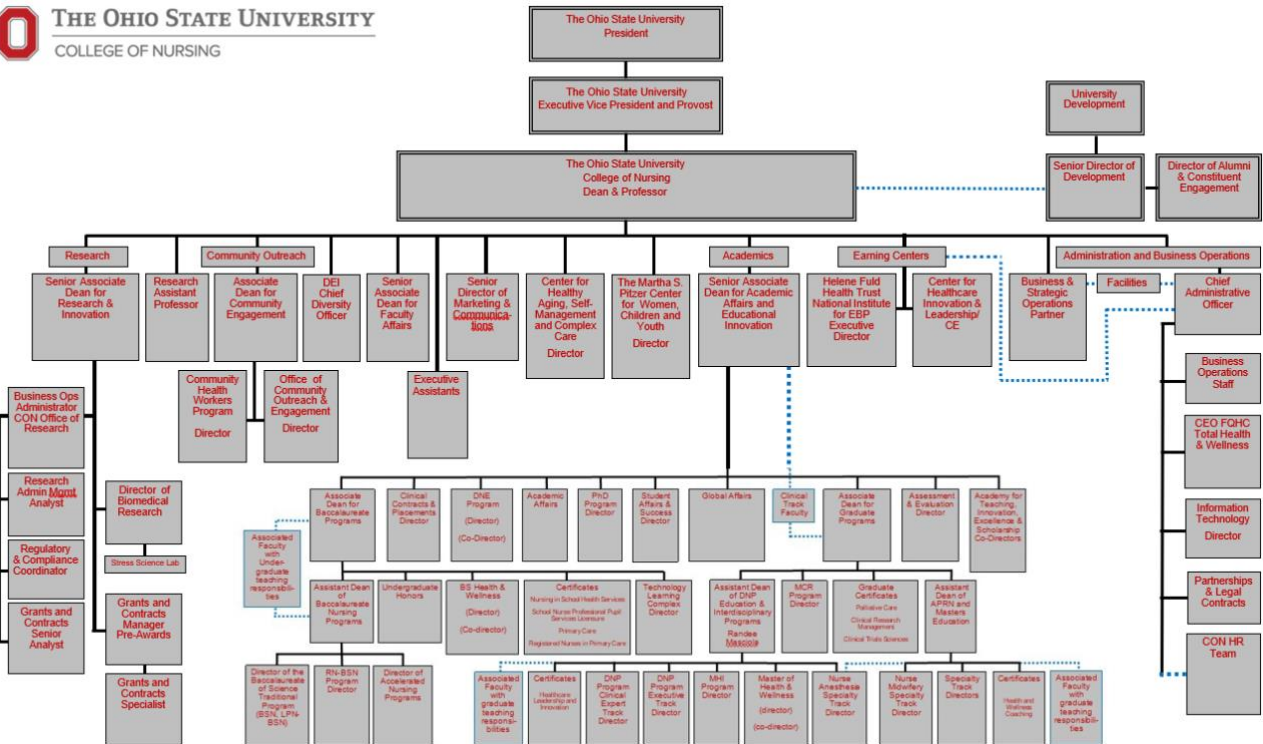 THE OHIO STATE UNIVERSITY
COLLEGE OF NURSING
The Ohio State University
President
The Ohio State University
Executive Vice President and Provost
University
Development
The Ohio State University
College of Nursing
Dean & Professor
Senior Director of
Development
Director of Alumni
& Constituent
Engagement
Research
Community Outreach
Academics
Earning Centers
Administration and Business Operations
Senior Associate
Dean for
Research &
Innovation
Research
Assistant
Professor
Associate
Dean for
Community
Engagement
DEI
Chief
Diversity
Officer
Senior
Associate
Dean for
Faculty
Affairs
Senior
Director of
Marketing &
Communica-
tions
Center for
Healthy
Aging, Self-
Management
and Complex
Care
Director
The Martha S.
Pitzer Center
for Women,
Children and
Youth
Director
Senior Associate
Dean for Academic
Affairs and
Educational
Innovation
Helene Fuld
Health Trust
National Institute
for EBP
Executive
Director
Center for
Healthcare
Innovation &
Leadership/
CE
Business &
Strategic
Operations
Partner
Facilities
Chief
Administrative
Officer
Community
Health
Workers
Program
Director
Office of
Community
Outreach &
Engagement
Director
Executive
Assistants
Business Ops
Administrator
CON Office of
Research
Research
Admin Mgmt
Analyst
Regulatory
& Compliance
Coordinator
Grants and
Contracts
Senior
Analyst
Director of
Biomedical
Research
Stress Science Lab
Grants and
Contracts
Manager
Pre-Awards
Grants and
Contracts
Specialist
Business
Operations
Staff
CEO FQHC
Total Health
& Wellness
Information
Technology
Director
Partnerships
& Legal
Contracts
CON HR
Team
Associated
Faculty
with
Under-
graduate
teaching
responsibili-
ties
Associate
Dean for
Baccalaureate
Programs
Clinical
Contracts &
Placements
Director
DNE
Program
(Director)
(Co-Director)
Academic
Affairs
PhD
Program
Director
Student
Affairs &
Success
Director
Global Affairs
Clinical
Track
Faculty
Associate
Dean for
Graduate
Programs
Assessment
& Evaluation
Director
Academy for
Teaching,
Innovation,
Excellence &
Scholarship
Co-Directors
Assistant Dean
of
Baccalaureate
Nursing
Programs
Undergraduate
Honors
BS Health &
Wellness
(Director)
(Co-director)
Certificates
Nursing in School Health Services
School Nurse Professional Pupil
Services Licensure
Primary Care
Registered Nurses in Primary Care
Technology
Learning
Complex
Director
Assistant Dean
of DNP
Education &
Interdisciplinary
Programs
Randee
Masciola
MCR
Program
Director
Graduate
Certificates
Palliative Care
Clinical Research
Management
Clinical Trials Sciences
Assistant
Dean of
APRN and
Masters
Education
Director of the
Baccalaureate
of Science
Traditional
Program
(BSN, LPN-
BSN)
RN-BSN
Program
Director
Director of
Accelerated
Nursing
Programs
Associated
Faculty
with
graduate
teaching
responsi-
bilities
Certificates
Healthcare
Leadership and
Innovation
DNP
Program
Clinical
Expert
Track
Director
DNP
Program
Executive
Track
Director
MHI
Program
Director
Master of
Health &
Wellness
(director)
(co-director)
Nurse
Anesthesia
Specialty
Track
Director
Nurse
Midwifery
Specialty
Track
Director
Specialty
Track
Directors
Certificates
Health and
Wellness
Coaching
Associated
Faculty
with
graduate
teaching
responsibili-
ties